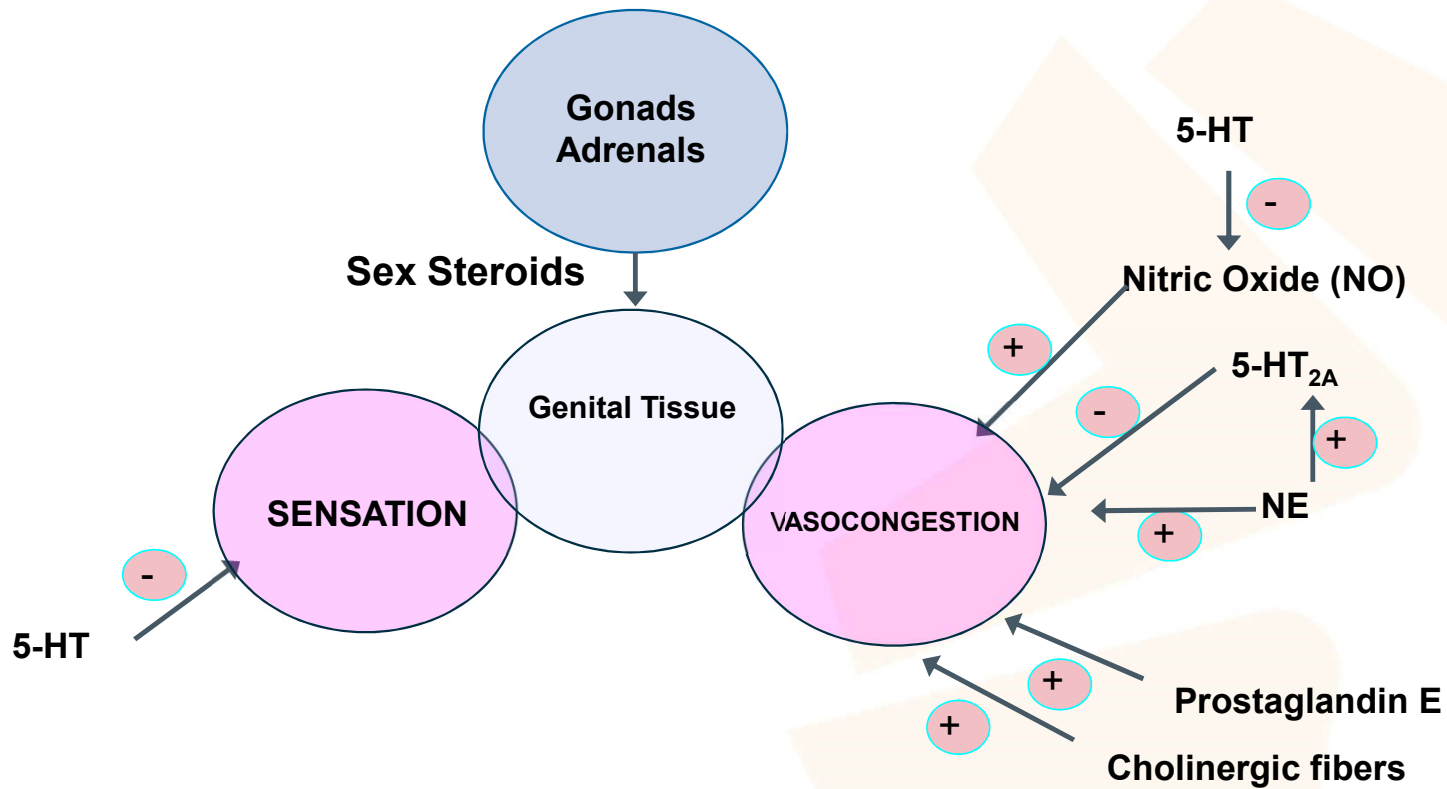 Gonads
Adrenals
5-HT
-
Sex Steroids
Nitric Oxide (NO)
+
5-HT2A
Genital Tissue
-
+
SENSATION
VASOCONGESTION
NE
+
-
5-HT
+
Prostaglandin E
+
Cholinergic fibers